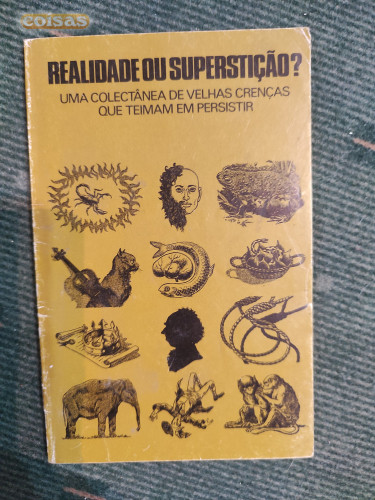 coisas
REALIDADE OU SUPERSTIÇÃO?
UMA COLECTÂNEA DE VELHAS CRENÇAS
QUE TEIMAM EM PERSISTIR